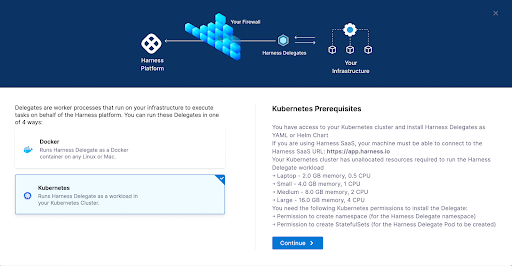 Your Firewall
Harness Delegates
Harness
Platform
Your
Infrastructure
Delegates are worker processes that run on your infrastructure to execute
tasks on behalf of the Harness platform. You can run these Delegates in one
of 4 ways:
Docker
Runs Harness Delegate as a Docker
container on any Linux or Mac.
Kubernetes
Runs Harness Delegate as a workload in
your Kubernetes Cluster.
Kubernetes Prerequisites
You have access to your Kubernetes cluster and install Harness Delegates as
YAML or Helm Chart
If you are using Harness SaaS, your machine must be able to connect to the
Harness SaaS URL: https://app.harness.io
Your Kubernetes cluster has unallocated resources required to run the Harness
Delegate workload
→ Laptop - 2.0 GB memory, 0.5 CPU
→ Small - 4.0 GB memory, 1 CPU
→ Medium - 8.0 GB memory, 2 CPU
→ Large - 16.0 GB memory, 4 CPU
You need the following Kubernetes permissions to install the Delegate:
→ Permission to create namespace (for the Harness Delegate namespace)
→ Permission to create StatefulSets (for the Harness Delegate Pod to be created)
Continue >